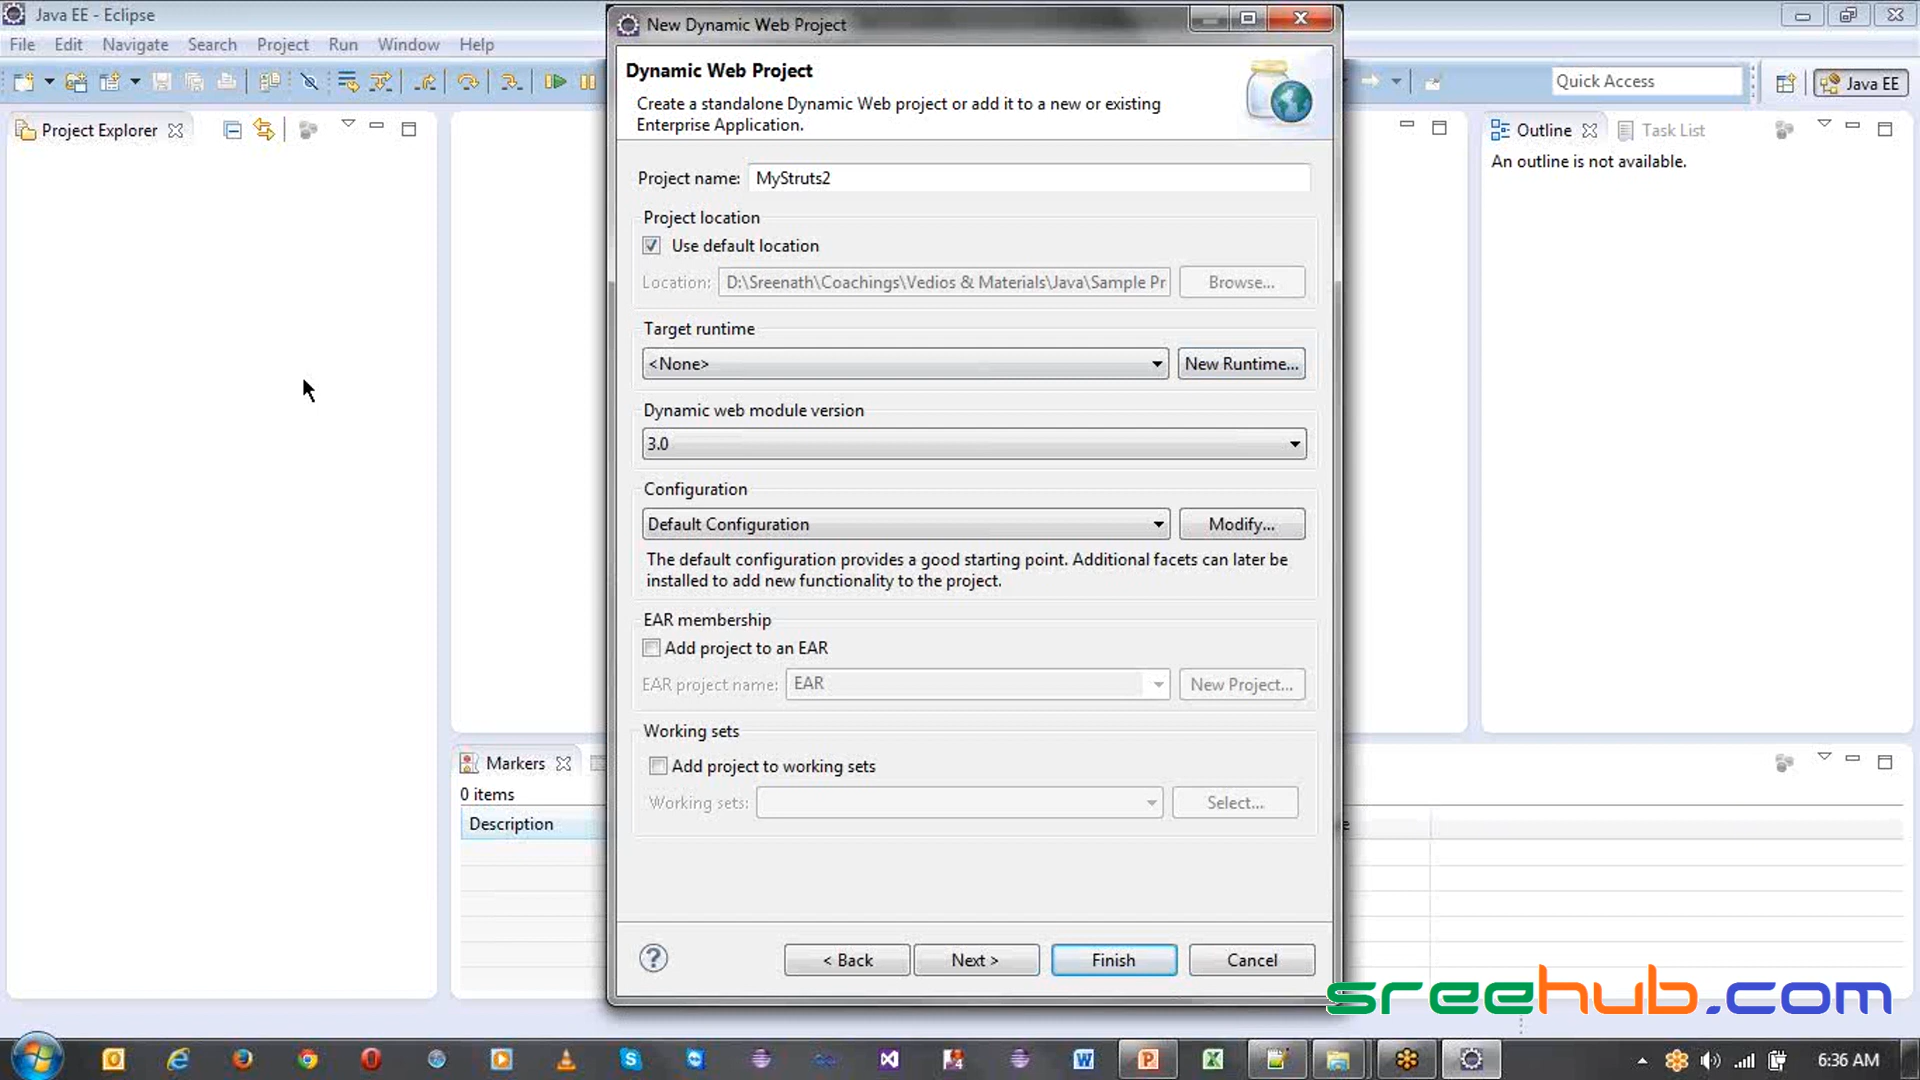 Java EE - Eclipse
File Edit Navigate Search Project Run Window Help
Quick Access
Java EE
Project Explorer
Outline
Task List
An outline is not available.
New Dynamic Web Project
Dynamic Web Project
Create a standalone Dynamic Web project or add it to a new or existing
Enterprise Application.
Project name: MyStruts2
Project location
Use default location
Location: D:\Sreenath\Coachings\Vedios & Materials\Java\Sample Pr
Browse...
Target runtime
<None>
New Runtime...
Dynamic web module version
3.0
Configuration
Default Configuration
Modify...
The default configuration provides a good starting point. Additional facets can later be
installed to add new functionality to the project.
EAR membership
Add project to an EAR
EAR project name: EAR
New Project...
Working sets
Add project to working sets
Working sets:
Select...
< Back
Next >
Finish
Cancel
Markers
0 items
Description
e
sreehub.com
6:36 AM